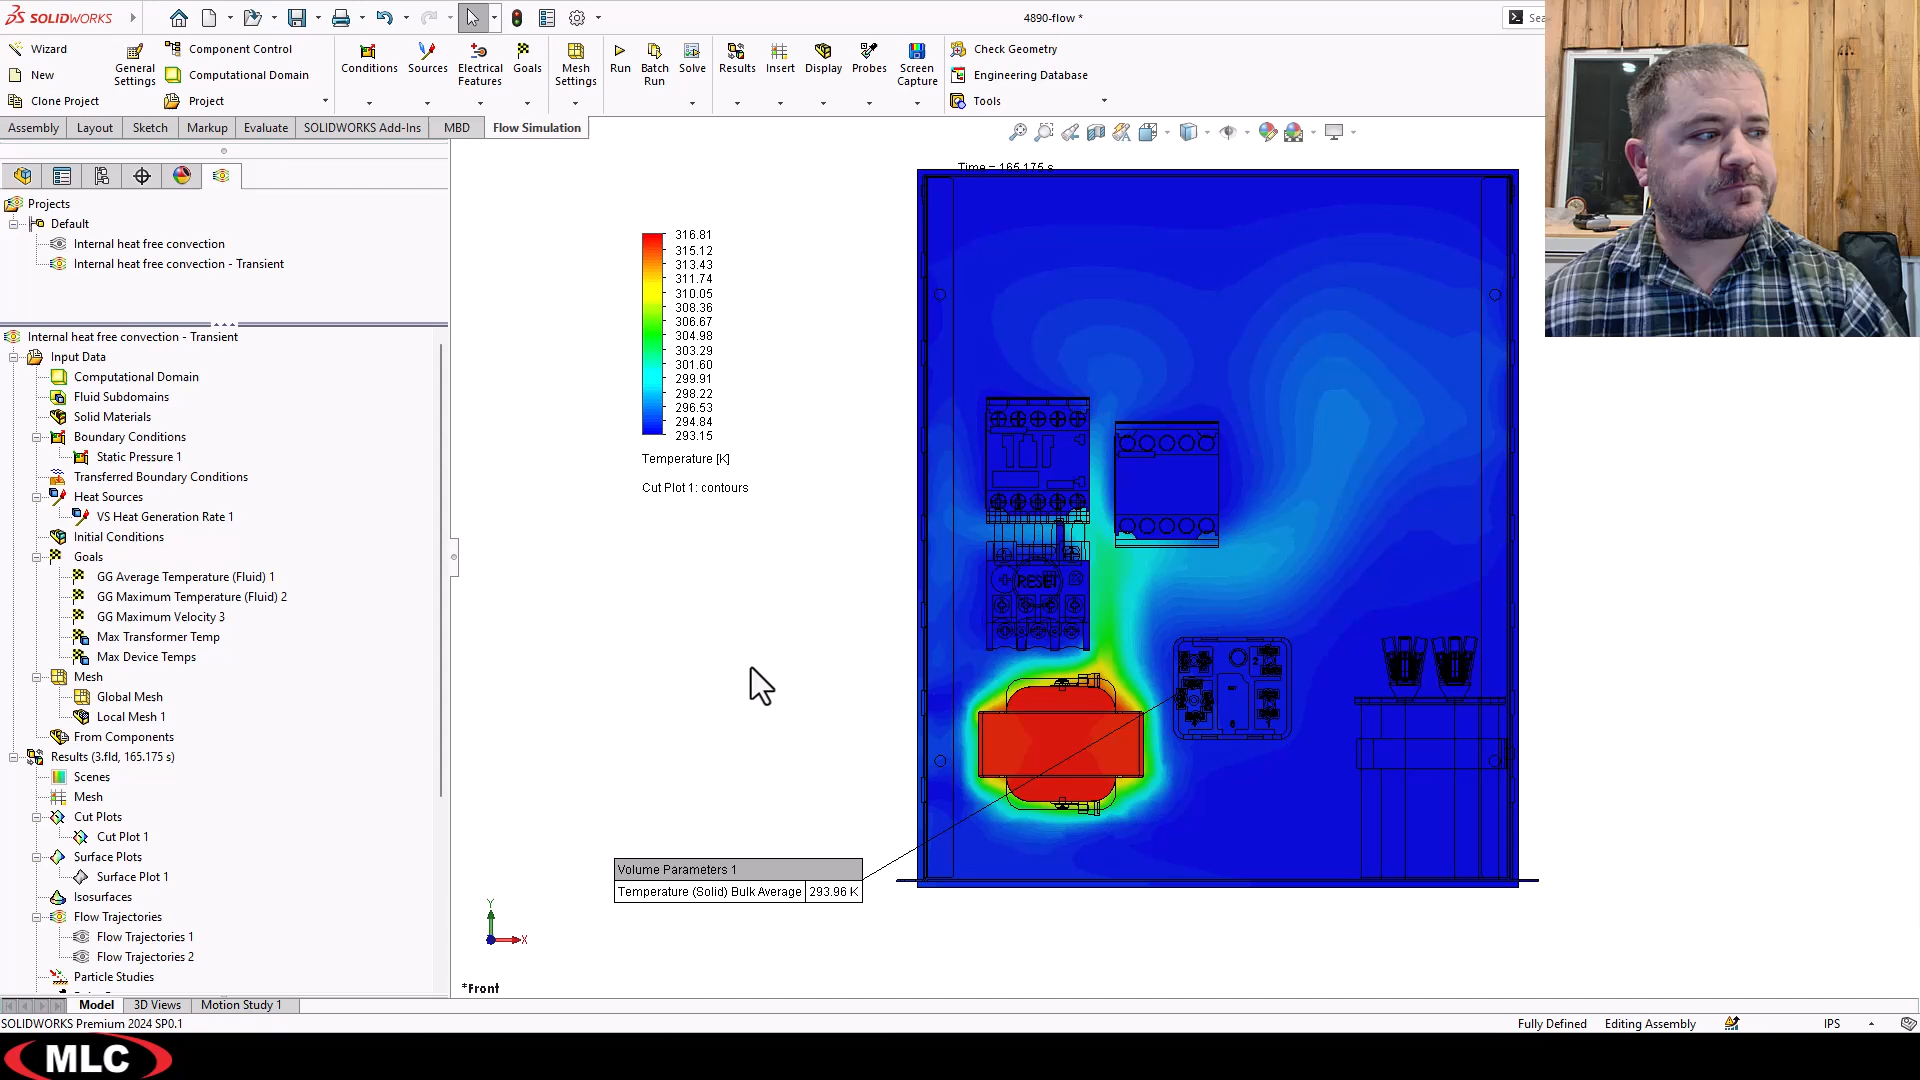 SOLIDWORKS
4890-flow *
Sea
Wizard
New
Clone Project
General Settings
Component Control
Computational Domain
Project
Conditions
Sources
Electrical Features
Goals
Mesh Settings
Run
Batch Run
Solve
Results
Insert
Display
Probes
Screen Capture
Check Geometry
Engineering Database
Tools
Assembly
Layout
Sketch
Markup
Evaluate
SOLIDWORKS Add-Ins
MBD
Flow Simulation
Projects
Default
Internal heat free convection
Internal heat free convection - Transient
Internal heat free convection - Transient
Input Data
Computational Domain
Fluid Subdomains
Solid Materials
Boundary Conditions
Static Pressure 1
Transferred Boundary Conditions
Heat Sources
VS Heat Generation Rate 1
Initial Conditions
Goals
GG Average Temperature (Fluid) 1
GG Maximum Temperature (Fluid) 2
GG Maximum Velocity 3
Max Transformer Temp
Max Device Temps
Mesh
Global Mesh
Local Mesh 1
From Components
Results (3.fld, 165.175 s)
Scenes
Mesh
Cut Plots
Cut Plot 1
Surface Plots
Surface Plot 1
Isosurfaces
Flow Trajectories
Flow Trajectories 1
Flow Trajectories 2
Particle Studies
Time = 165.175 s
316.81
315.12
313.43
311.74
310.05
308.36
306.67
304.98
303.29
301.60
299.91
298.22
296.53
294.84
293.15
Temperature [K]
Cut Plot 1: contours
RESET
Volume Parameters 1
Temperature (Solid) Bulk Average 293.96 K
Y
X
*Front
Model
3D Views
Motion Study 1
SOLIDWORKS Premium 2024 SP0.1
Fully Defined
Editing Assembly
IPS
MLC